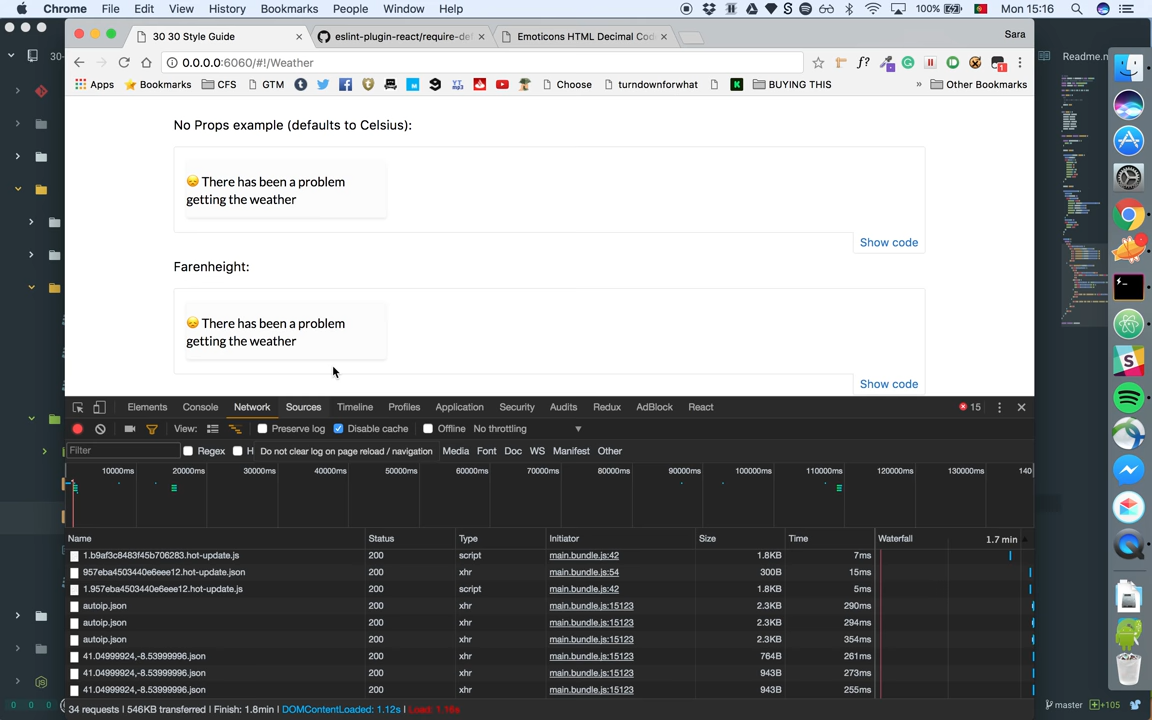 Chrome File Edit View History Bookmarks People Window Help 100% Mon 15:16
30 30 Style Guide eslint-plugin-react/require-def Emoticons HTML Decimal Cod Sara
30-
0.0.0.0:6060/#!/Weather
Readme.n
Apps Bookmarks CFS GTM Choose turndownforwhat BUYING THIS » Other Bookmarks
No Props example (defaults to Celsius):
There has been a problem
getting the weather
Show code
Farenheight:
There has been a problem
getting the weather
Show code
Elements Console Network Sources Timeline Profiles Application Security Audits Redux AdBlock React 15
View: Preserve log Disable cache Offline No throttling
Filter Regex H Do not clear log on page reload / navigation Media Font Doc WS Manifest Other
10000ms 20000ms 30000ms 40000ms 50000ms 60000ms 70000ms 80000ms 90000ms 100000ms 110000ms 120000ms 130000ms 140
Name Status Type Initiator Size Time Waterfall 1.7 min
1.b9af3c8483f45b706283.hot-update.js 200 script main.bundle.js:42 1.8KB 7ms
957eba4503440e6eee12.hot-update.json 200 xhr main.bundle.js:54 300B 15ms
1.957eba4503440e6eee12.hot-update.js 200 script main.bundle.js:42 1.8KB 5ms
autoip.json 200 xhr main.bundle.js:15123 2.3KB 290ms
autoip.json 200 xhr main.bundle.js:15123 2.3KB 294ms
autoip.json 200 xhr main.bundle.js:15123 2.3KB 354ms
41.04999924,-8.53999996.json 200 xhr main.bundle.js:15123 764B 261ms
41.04999924,-8.53999996.json 200 xhr main.bundle.js:15123 943B 273ms
41.04999924,-8.53999996.json 200 xhr main.bundle.js:15123 943B 255ms
34 requests | 546KB transferred | Finish: 1.8min | DOMContentLoaded: 1.12s | Load: 1.16s
0 0 0
master +105